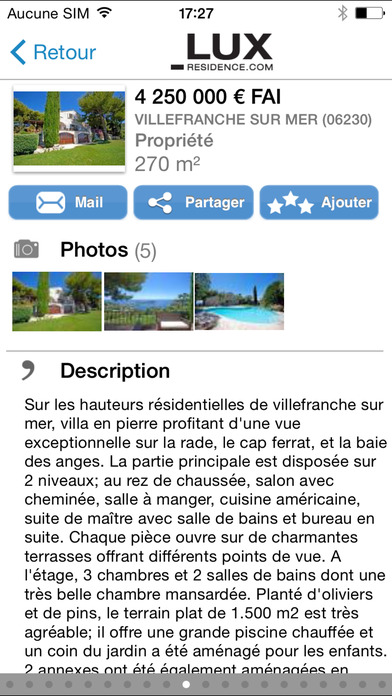 Aucune SIM 17:27
Retour
_LUX
RESIDENCE.COM
4 250 000 € FAI
VILLEFRANCHE SUR MER (06230)
Propriété
270 m²
Mail Partager Ajouter
Photos (5)
Description
Sur les hauteurs résidentielles de villefranche sur
mer, villa en pierre profitant d'une vue
exceptionnelle sur la rade, le cap ferrat, et la baie
des anges. La partie principale est disposée sur
2 niveaux; au rez de chaussée, salon avec
cheminée, salle à manger, cuisine américaine,
suite de maître avec salle de bains et bureau en
suite. Chaque pièce ouvre sur de charmantes
terrasses offrant différents points de vue. A
l'étage, 3 chambres et 2 salles de bains dont une
très belle chambre mansardée. Planté d'oliviers
et de pins, le terrain plat de 1.500 m2 est très
agréable; il offre une grande piscine chauffée et
un coin du jardin a été aménagé pour les enfants.
2 annexes ont été également aménagées en